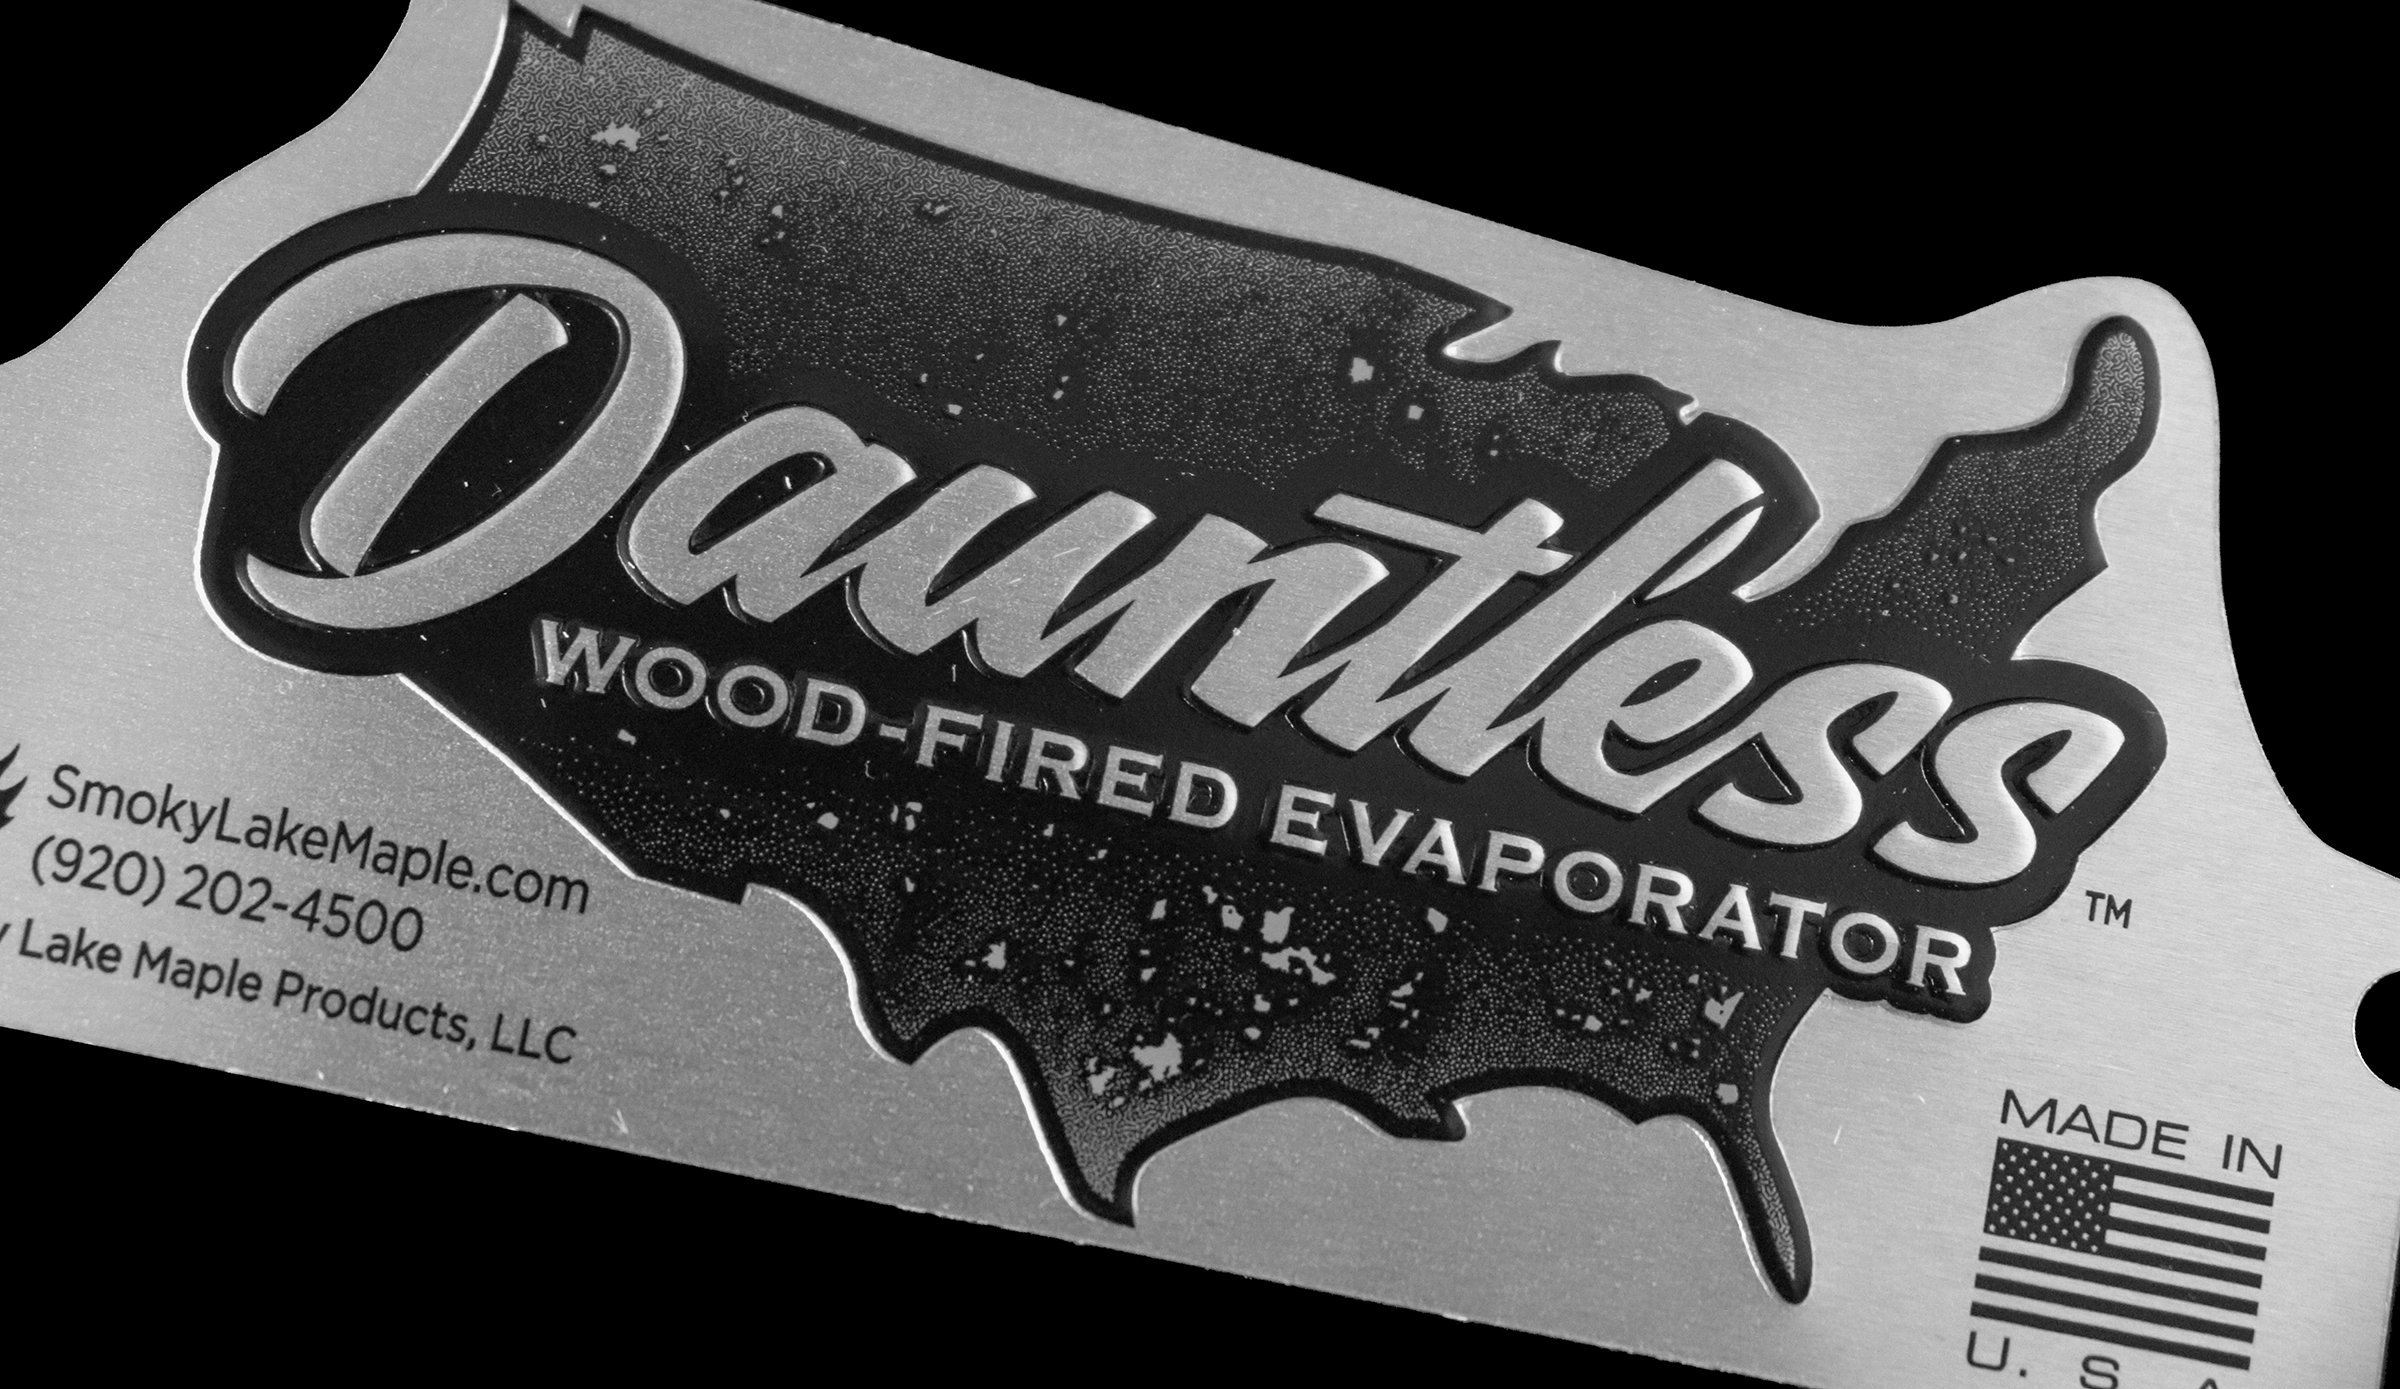 Dauntless
WOOD-FIRED EVAPORATOR
TM
SmokyLakeMaple.com
(920) 202-4500
Lake Maple Products, LLC
MADE IN
U. S. A